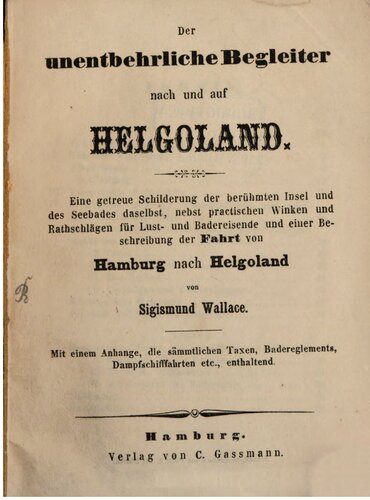 Der
unentbehrliche Begleiter
nach und auf
HELGOLAND.
Eine getreue Schilderung der berühmten Insel und
des Seebades daselbst, nebst practischen Winken und
Rathschlägen für Lust- und Badereisende und einer Be-
schreibung der Fahrt von
Hamburg nach Helgoland
von
Sigismund Wallace.
Mit einem Anhange, die sämmtlichen Taxen, Badereglements,
Dampfschifffahrten etc., enthaltend.
Hamburg.
Verlag von C. Gassmann.